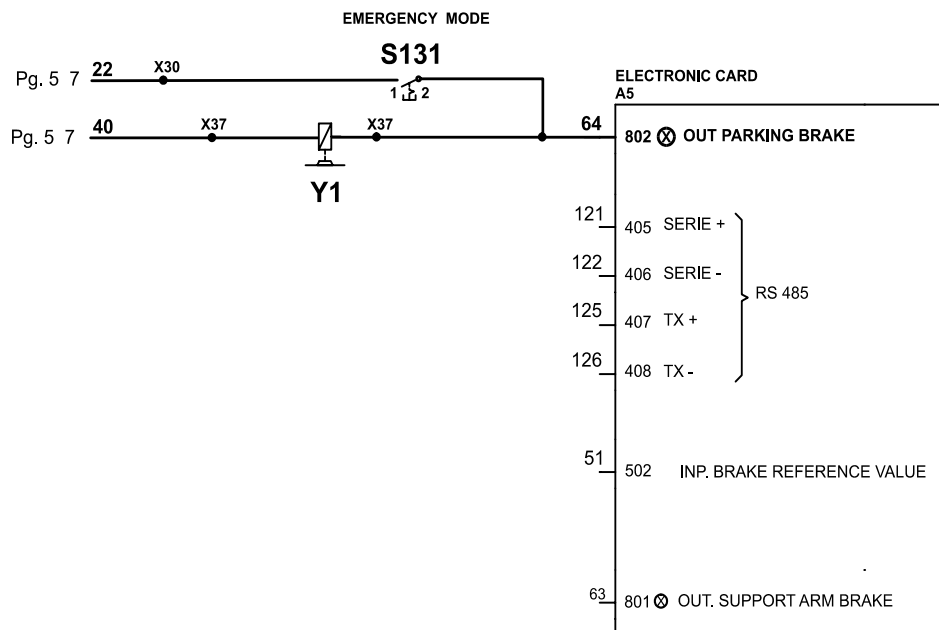 EMERGENCY MODE
S131
Pg. 5 7 22 X30 1 2
ELECTRONIC CARD
A5
Pg. 5 7 40 X37 X37 64 802 OUT PARKING BRAKE
Y1
121 405 SERIE +
122 406 SERIE -
RS 485
125 407 TX +
126 408 TX -
51 502 INP. BRAKE REFERENCE VALUE
63 801 OUT. SUPPORT ARM BRAKE